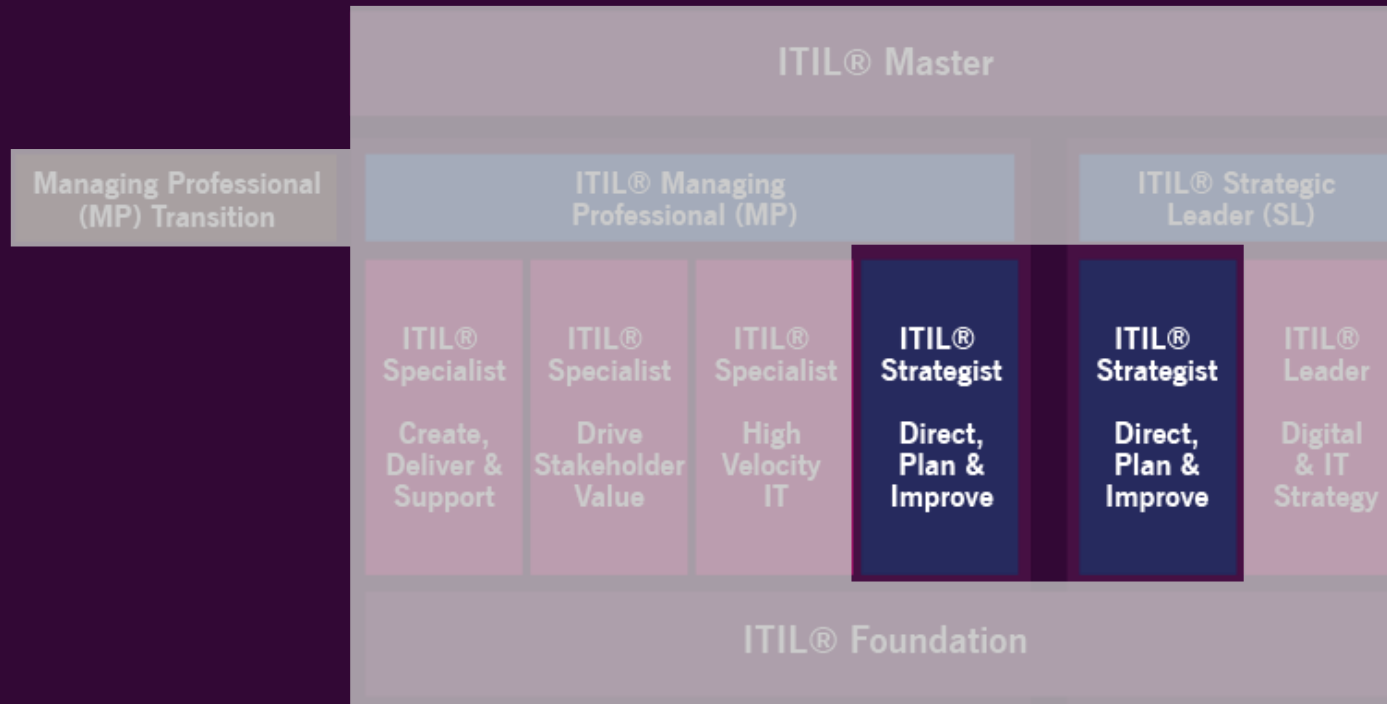 ITIL® Master
Managing Professional
(MP) Transition
ITIL® Managing
Professional (MP)
ITIL® Strategic
Leader (SL)
ITIL®
Specialist
Create,
Deliver &
Support
ITIL®
Specialist
Drive
Stakeholder
Value
ITIL®
Specialist
High
Velocity
IT
ITIL®
Strategist
Direct,
Plan &
Improve
ITIL®
Strategist
Direct,
Plan &
Improve
ITIL®
Leader
Digital
& IT
Strategy
ITIL® Foundation